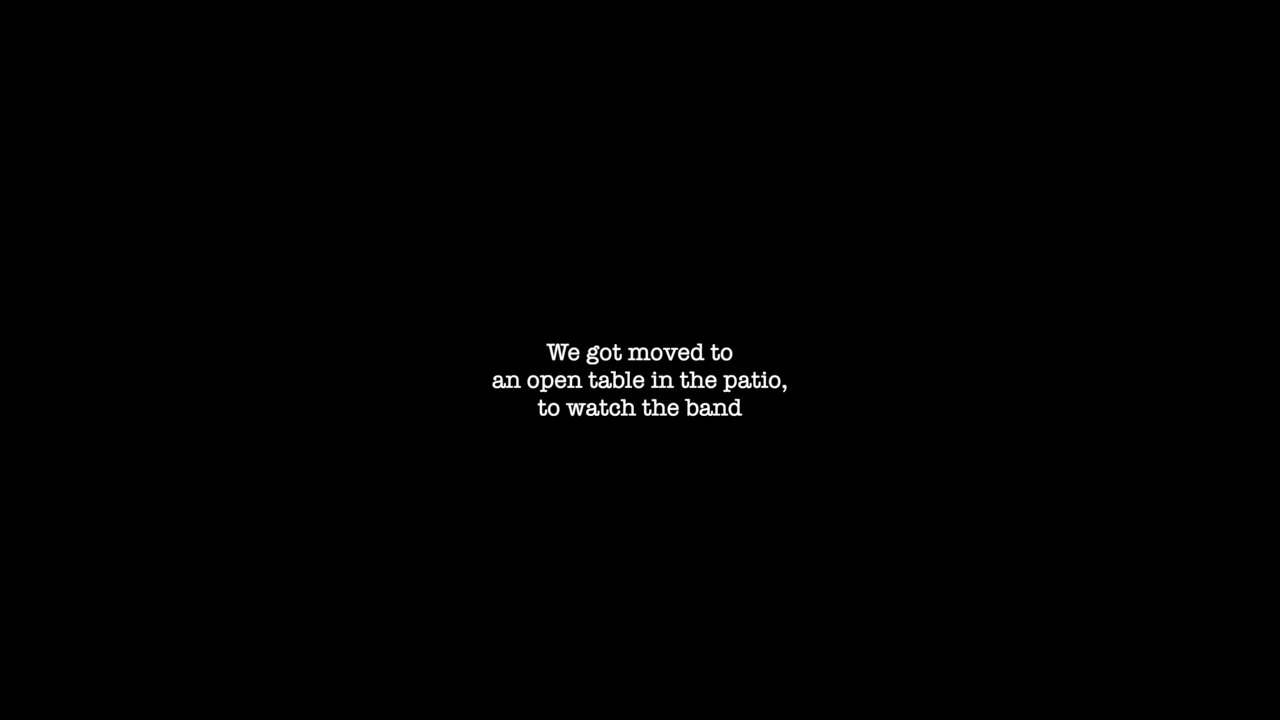 We got moved to
an open table in the patio,
to watch the band